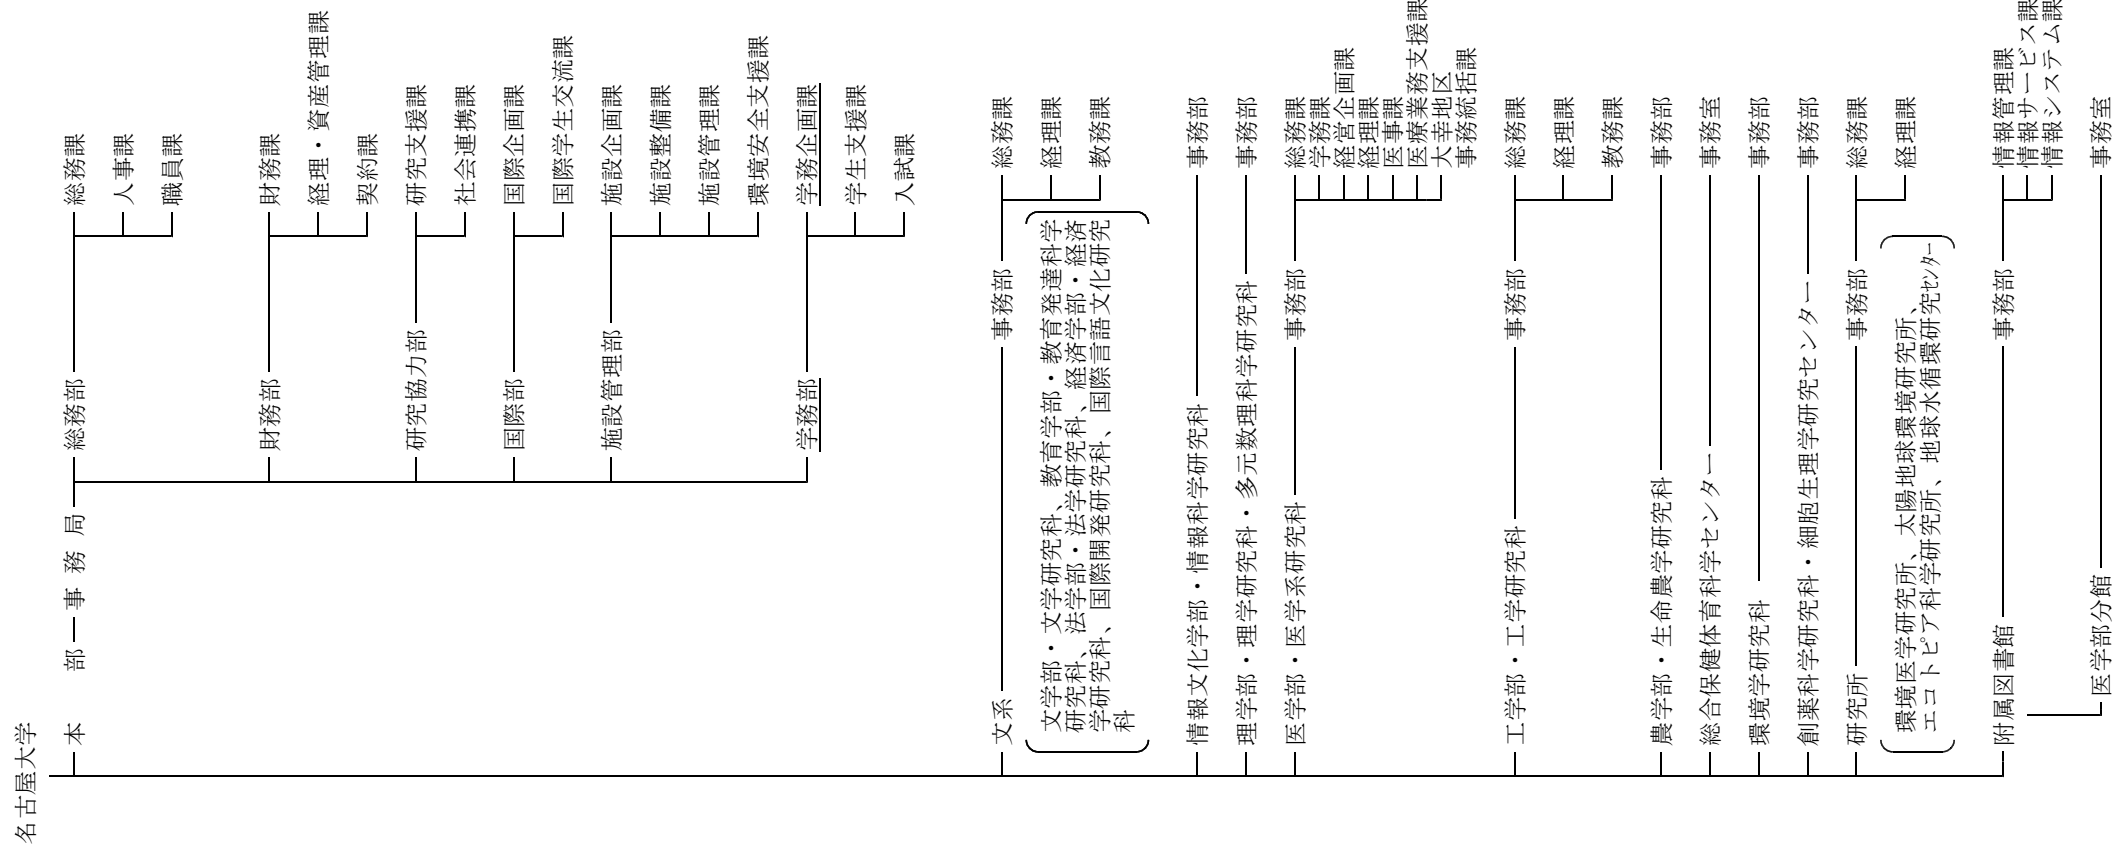 名古屋大学
本　部
事 務 局
総務部
総務課
人事課
職員課
財務部
財務課
経理・資産管理課
契約課
研究協力部
研究支援課
社会連携課
国際部
国際企画課
国際学生交流課
施設管理部
施設企画課
施設整備課
施設管理課
環境安全支援課
学務部
学務企画課
学生支援課
入試課
文系
事務部
総務課
経理課
教務課
文学部・文学研究科、教育学部・教育発達科学
研究科、法学部・法学研究科、経済学部・経済
学研究科、国際開発研究科、国際言語文化研究
科
情報文化学部・情報科学研究科
事務部
理学部・理学研究科・多元数理科学研究科
事務部
医学部・医学系研究科
事務部
総務課
学務課
経営企画課
経理課
医事課
医療業務支援課
大幸地区
事務統括課
工学部・工学研究科
事務部
総務課
経理課
教務課
農学部・生命農学研究科
事務部
総合保健体育科学センター
事務室
環境学研究科
事務部
創薬科学研究科・細胞生理学研究センター
事務部
研究所
事務部
総務課
経理課
環境医学研究所、太陽地球環境研究所、
エコトピア科学研究所、地球水循環研究センター
附属図書館
事務部
情報管理課
情報サービス課
情報システム課
医学部分館
事務室